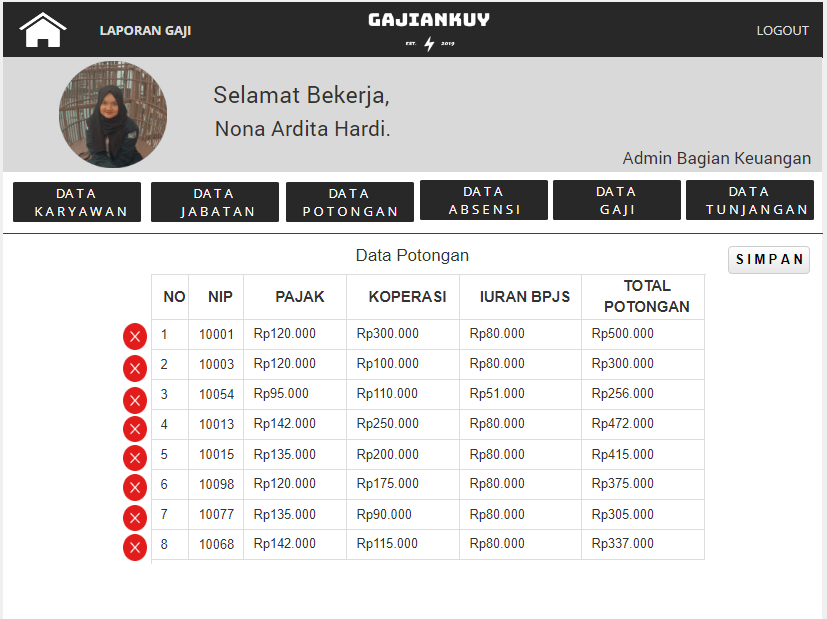 LAPORAN GAJI
GAJIANKUY
EST. 2019
LOGOUT
Selamat Bekerja,
Nona Ardita Hardi.
Admin Bagian Keuangan
DATA KARYAWAN
DATA JABATAN
DATA POTONGAN
DATA ABSENSI
DATA GAJI
DATA TUNJANGAN
Data Potongan
SIMPAN
NO NIP PAJAK KOPERASI IURAN BPJS TOTAL POTONGAN
1 10001 Rp120.000 Rp300.000 Rp80.000 Rp500.000
2 10003 Rp120.000 Rp100.000 Rp80.000 Rp300.000
3 10054 Rp95.000 Rp110.000 Rp51.000 Rp256.000
4 10013 Rp142.000 Rp250.000 Rp80.000 Rp472.000
5 10015 Rp135.000 Rp200.000 Rp80.000 Rp415.000
6 10098 Rp120.000 Rp175.000 Rp80.000 Rp375.000
7 10077 Rp135.000 Rp90.000 Rp80.000 Rp305.000
8 10068 Rp142.000 Rp115.000 Rp80.000 Rp337.000